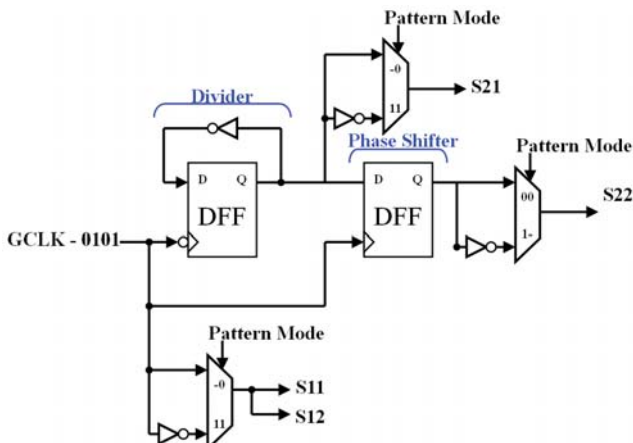 Pattern Mode
-0
11
S21
Divider
Phase Shifter
Pattern Mode
D Q
DFF
D Q
DFF
00
1-
S22
GCLK - 0101
Pattern Mode
-0
11
S11
S12